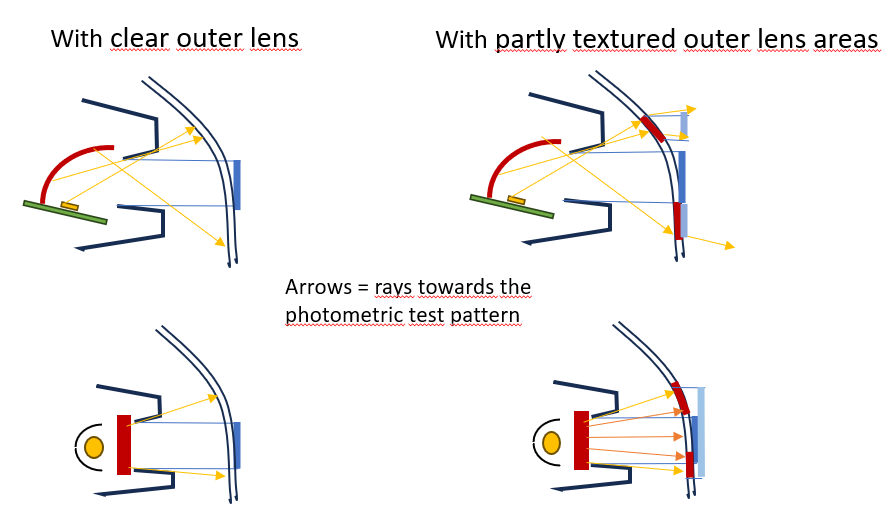 With clear outer lens
With partly textured outer lens areas
Arrows = rays towards the
photometric test pattern